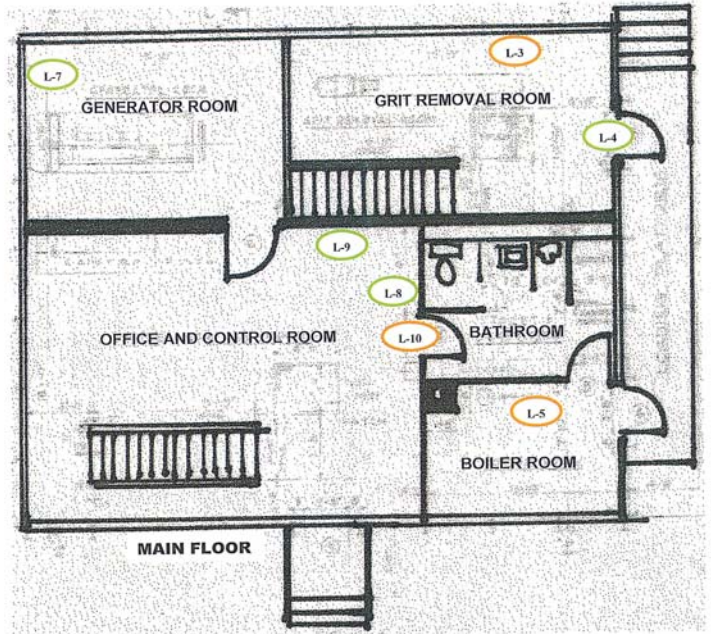 L-3
L-7
GENERATOR ROOM
GRIT REMOVAL ROOM
L-4
L-9
L-8
OFFICE AND CONTROL ROOM
L-10
BATHROOM
L-5
BOILER ROOM
MAIN FLOOR